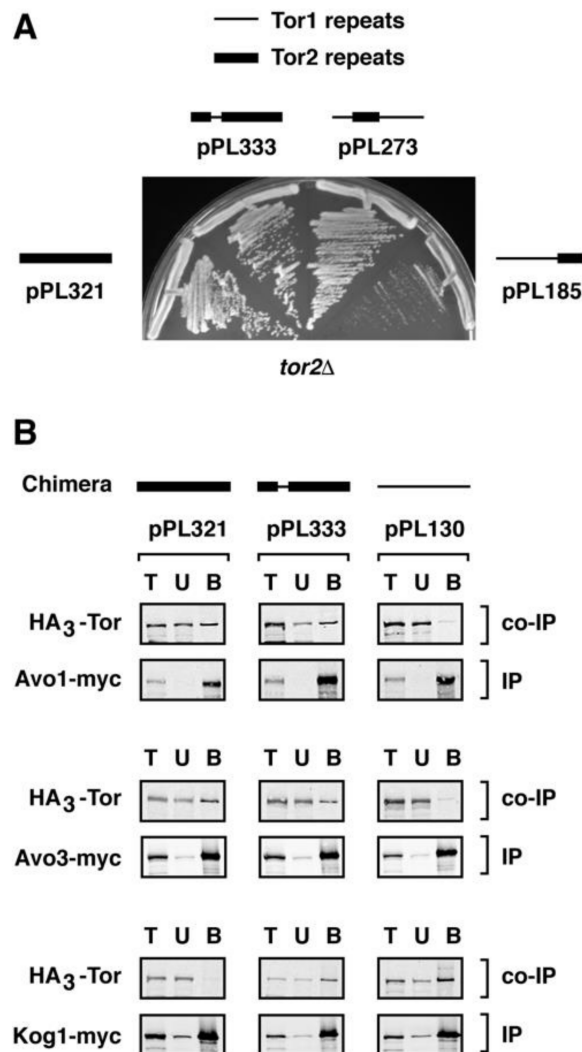 A
Tor1 repeats
Tor2 repeats
pPL333 pPL273
pPL321 pPL185
tor2Δ
B
Chimera
pPL321 pPL333 pPL130
T U B T U B T U B
HA3-Tor co-IP
Avo1-myc IP
T U B T U B T U B
HA3-Tor co-IP
Avo3-myc IP
T U B T U B T U B
HA3-Tor co-IP
Kog1-myc IP